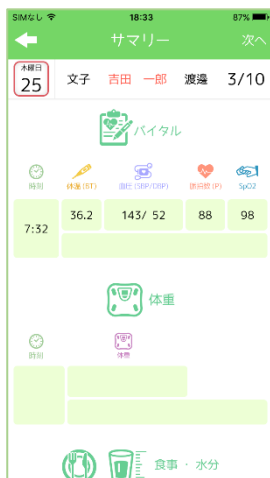 SIMなし 18:33 87%
サマリー 次へ
木曜日
25 文子 吉田 一郎 渡邉 3/10
バイタル
時刻 体温 (BT) 血圧 (SBP/DBP) 脈拍数 (P) SpO2
7:32 36.2 143/ 52 88 98
体重
時刻 体重
食事 ・ 水分